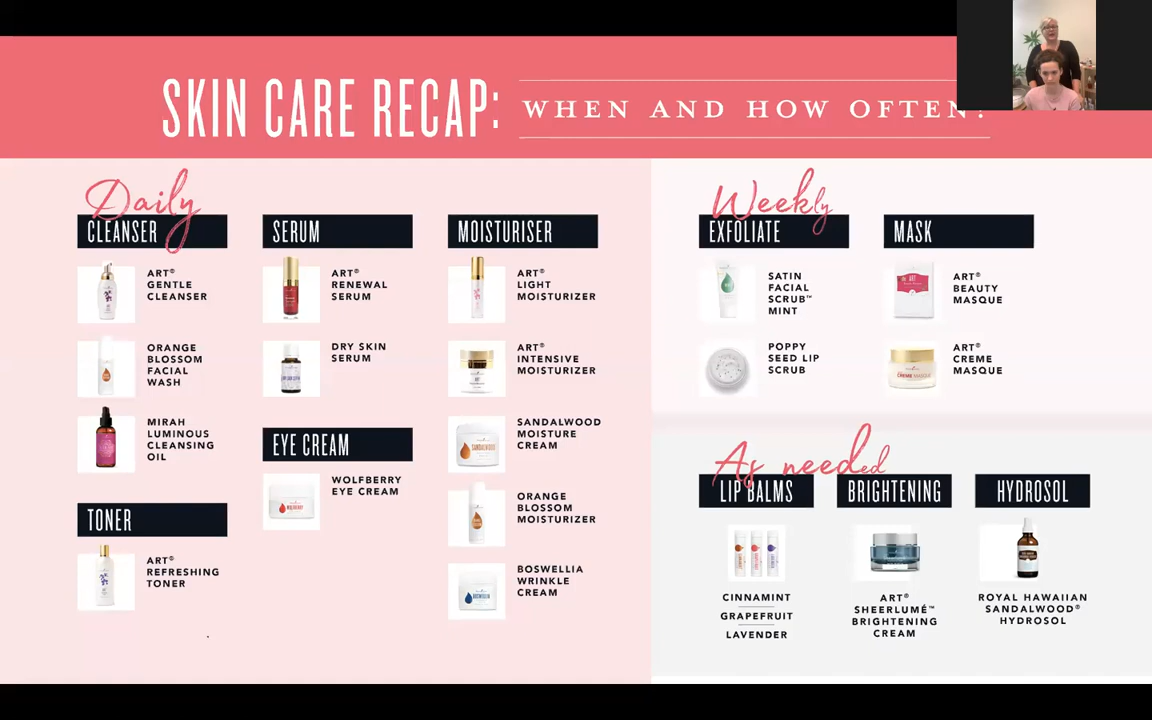 SKIN CARE RECAP: WHEN AND HOW OFTEN?
Daily
CLEANSER
ART®
GENTLE
CLEANSER
ORANGE
BLOSSOM
FACIAL
WASH
MIRAH
LUMINOUS
CLEANSING
OIL
TONER
ART®
REFRESHING
TONER
SERUM
ART®
RENEWAL
SERUM
DRY SKIN
SERUM
EYE CREAM
WOLFBERRY
EYE CREAM
MOISTURISER
ART®
LIGHT
MOISTURIZER
ART®
INTENSIVE
MOISTURIZER
SANDALWOOD
MOISTURE
CREAM
ORANGE
BLOSSOM
MOISTURIZER
BOSWELLIA
WRINKLE
CREAM
Weekly
EXFOLIATE
SATIN
FACIAL
SCRUB™
MINT
POPPY
SEED LIP
SCRUB
MASK
ART®
BEAUTY
MASQUE
ART®
CREME
MASQUE
As needed
LIP BALMS
CINNAMINT
GRAPEFRUIT
LAVENDER
BRIGHTENING
ART®
SHEERLUMÉ™
BRIGHTENING
CREAM
HYDROSOL
ROYAL HAWAIIAN
SANDALWOOD®
HYDROSOL